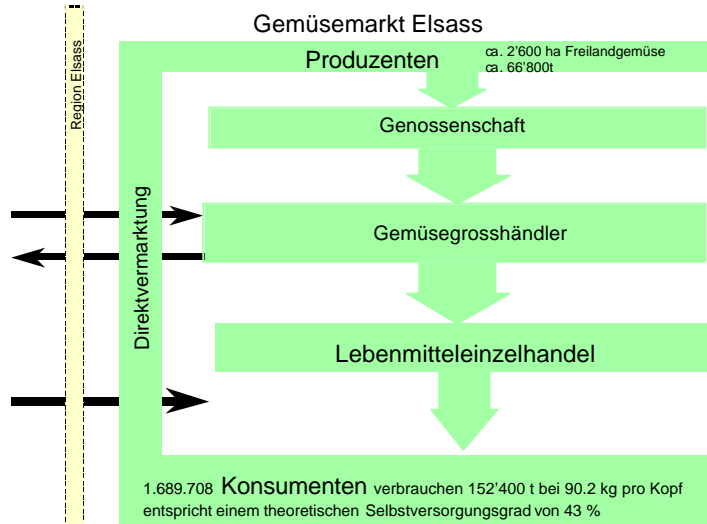 Gemüsemarkt Elsass
Region Elsass
Produzenten
ca. 2'600 ha Freilandgemüse
ca. 66'800t
Genossenschaft
Direktvermarktung
Gemüsegrosshändler
Lebenmitteleinzelhandel
1.689.708 Konsumenten verbrauchen 152'400 t bei 90.2 kg pro Kopf
entspricht einem theoretischen Selbstversorgungsgrad von 43 %